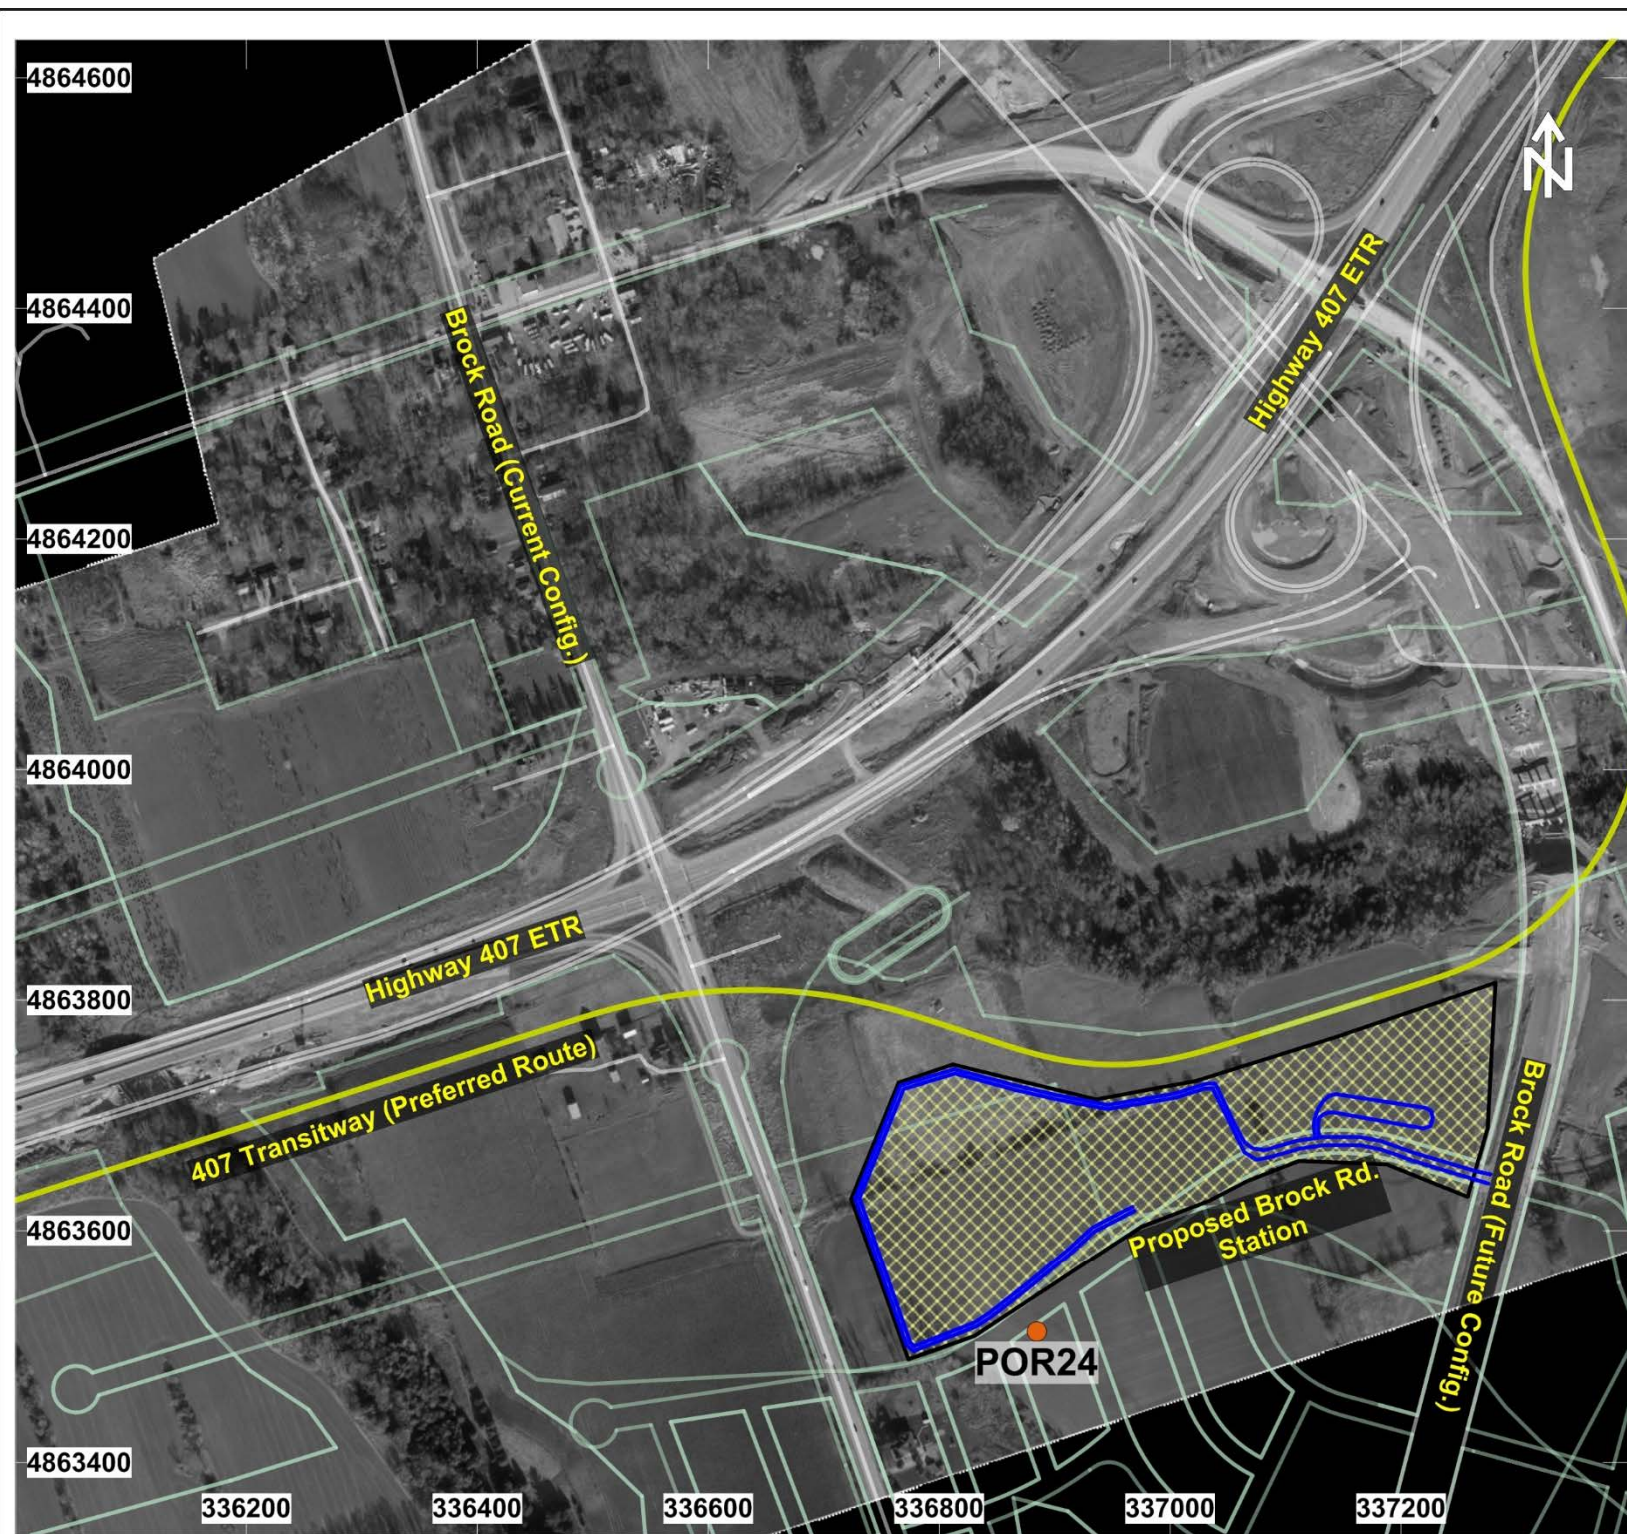 4864600
N
4864400
Highway 407 ETR
Brock Road (Current Config.)
4864200
4864000
Highway 407 ETR
4863800
407 Transitway (Preferred Route)
Brock Road (Future Config.)
Proposed Brock Rd.
Station
4863600
POR24
4863400
336200
336400
336600
336800
337000
337200